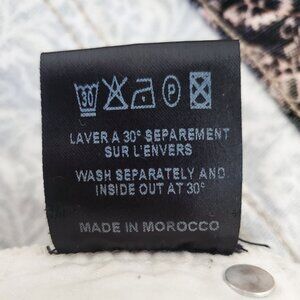 30 P
LAVER A 30° SEPAREMENT
SUR L'ENVERS
WASH SEPARATELY AND
INSIDE OUT AT 30°
MADE IN MOROCCO